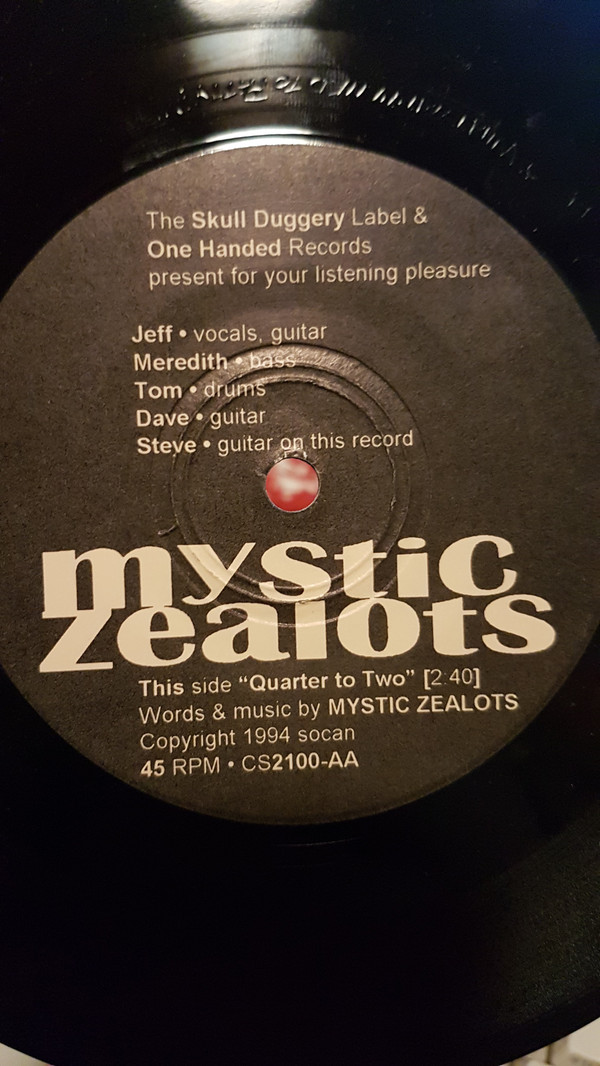 The Skull Duggery Label &
One Handed Records
present for your listening pleasure
Jeff • vocals, guitar
Meredith • bass
Tom • drums
Dave • guitar
Steve • guitar on this record
mystic
zealots
This side “Quarter to Two” [2:40]
Words & music by MYSTIC ZEALOTS
Copyright 1994 socan
45 RPM • CS2100-AA